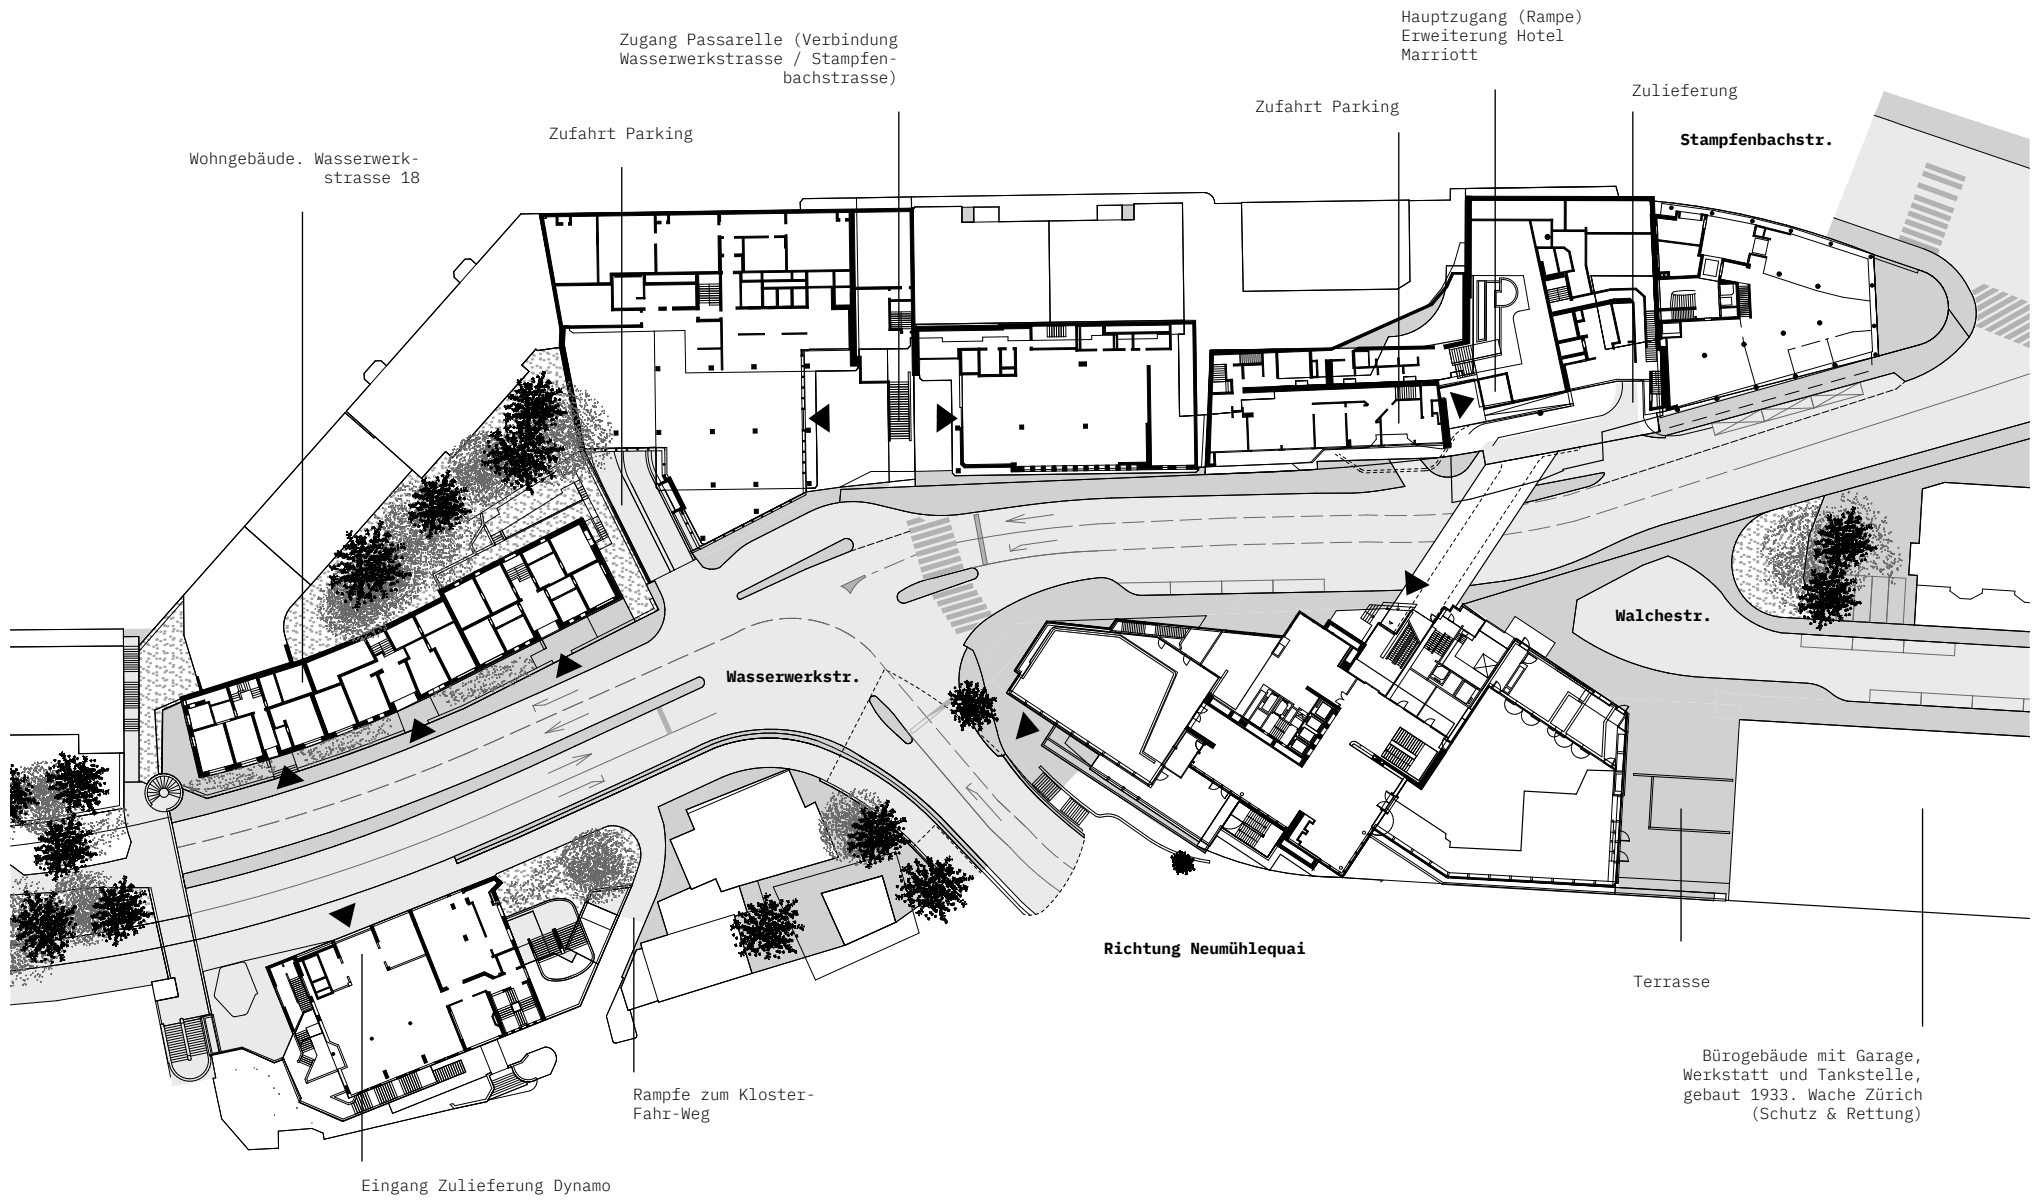 Hauptzugang (Rampe)
Erweiterung Hotel
Marriott
Zugang Passarelle (Verbindung
Wasserwerkstrasse / Stampfen-
bachstrasse)
Zulieferung
Zufahrt Parking
Zufahrt Parking
Stampfenbachstr.
Wohngebäude. Wasserwerk-
strasse 18
Walchestr.
Wasserwerkstr.
Richtung Neumühlequai
Terrasse
Bürogebäude mit Garage,
Werkstatt und Tankstelle,
gebaut 1933. Wache Zürich
(Schutz & Rettung)
Rampfe zum Kloster-
Fahr-Weg
Eingang Zulieferung Dynamo